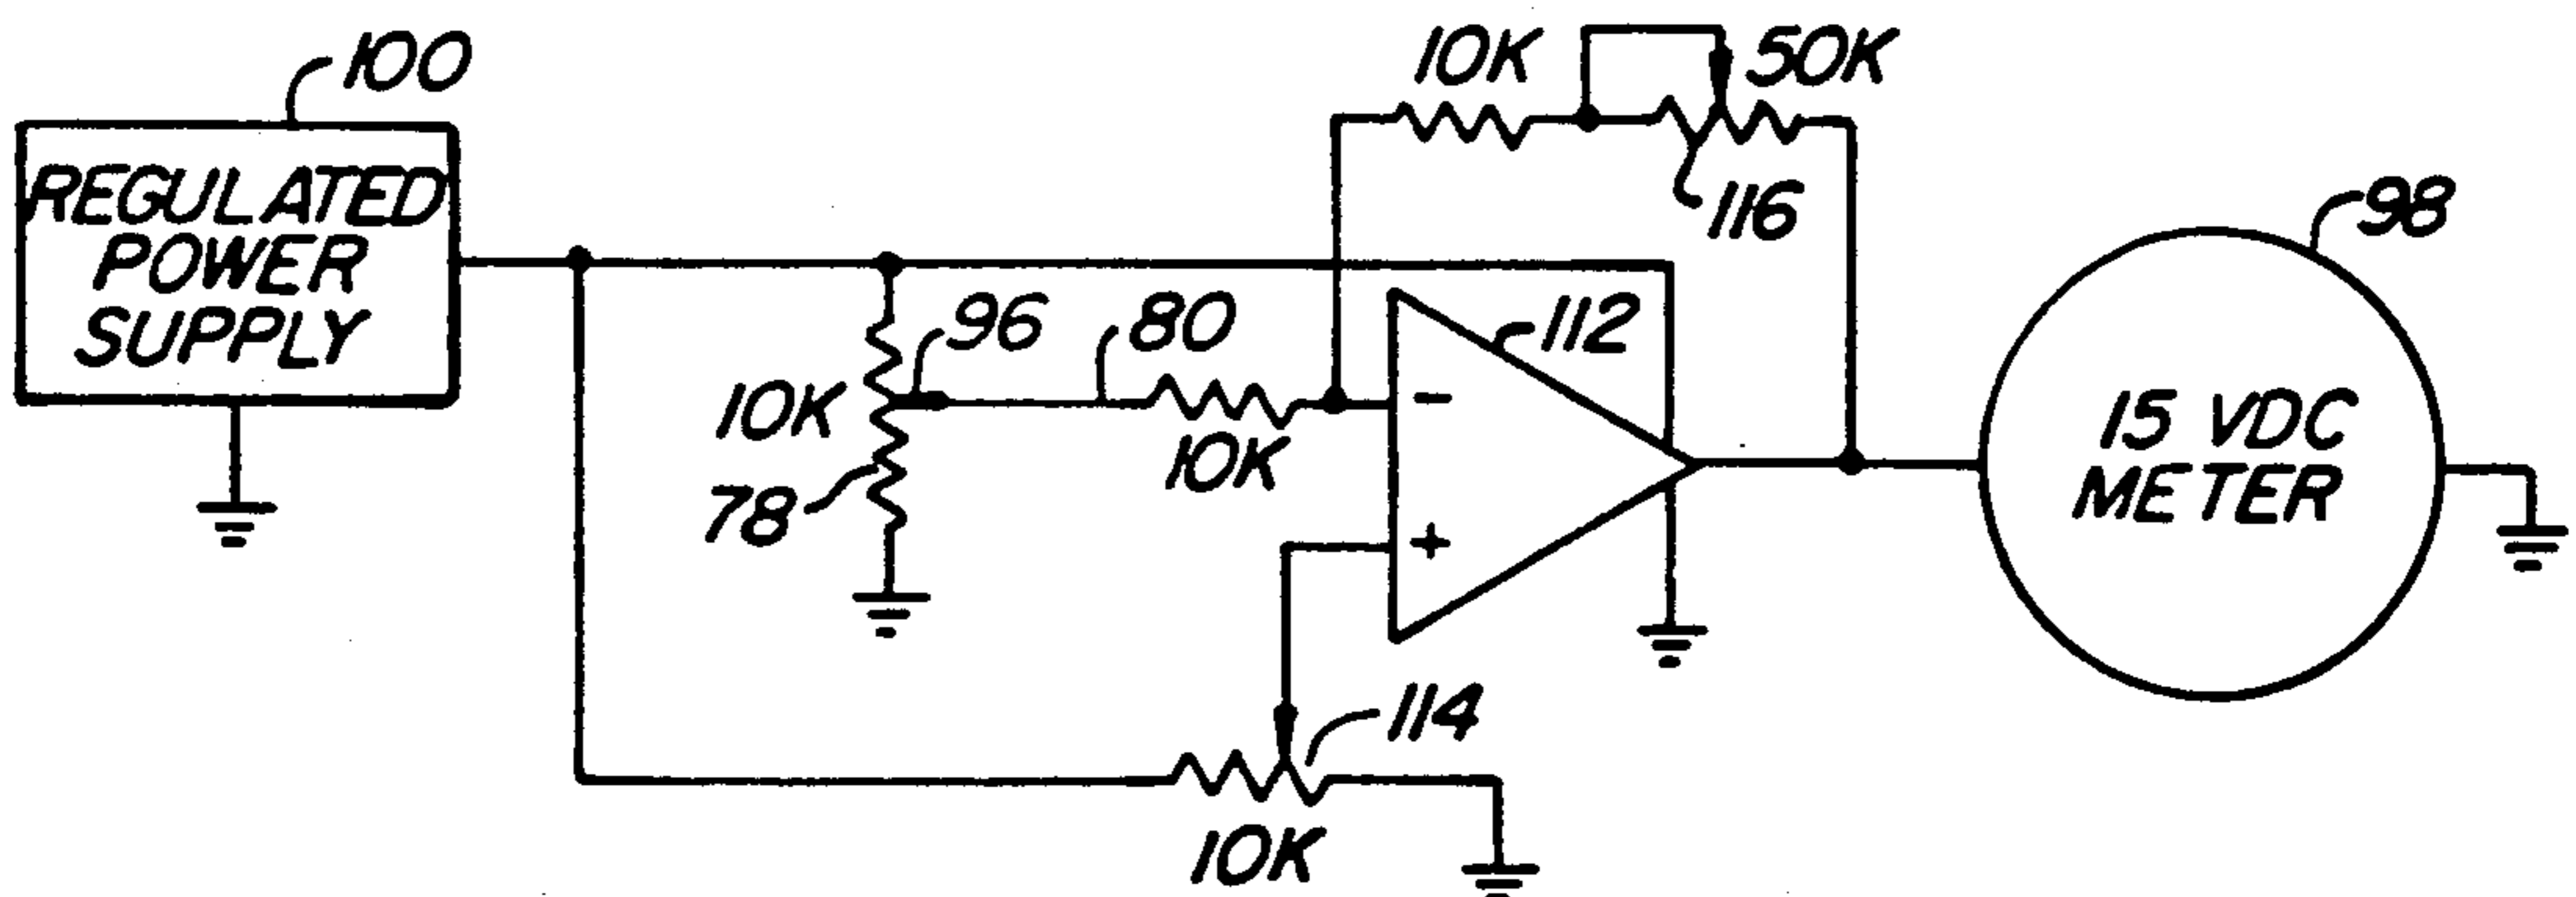 100
REGULATED
POWER
SUPPLY
10K
50K
116
98
96
80
112
10K
78
10K
-
+
15 VDC
METER
114
10K